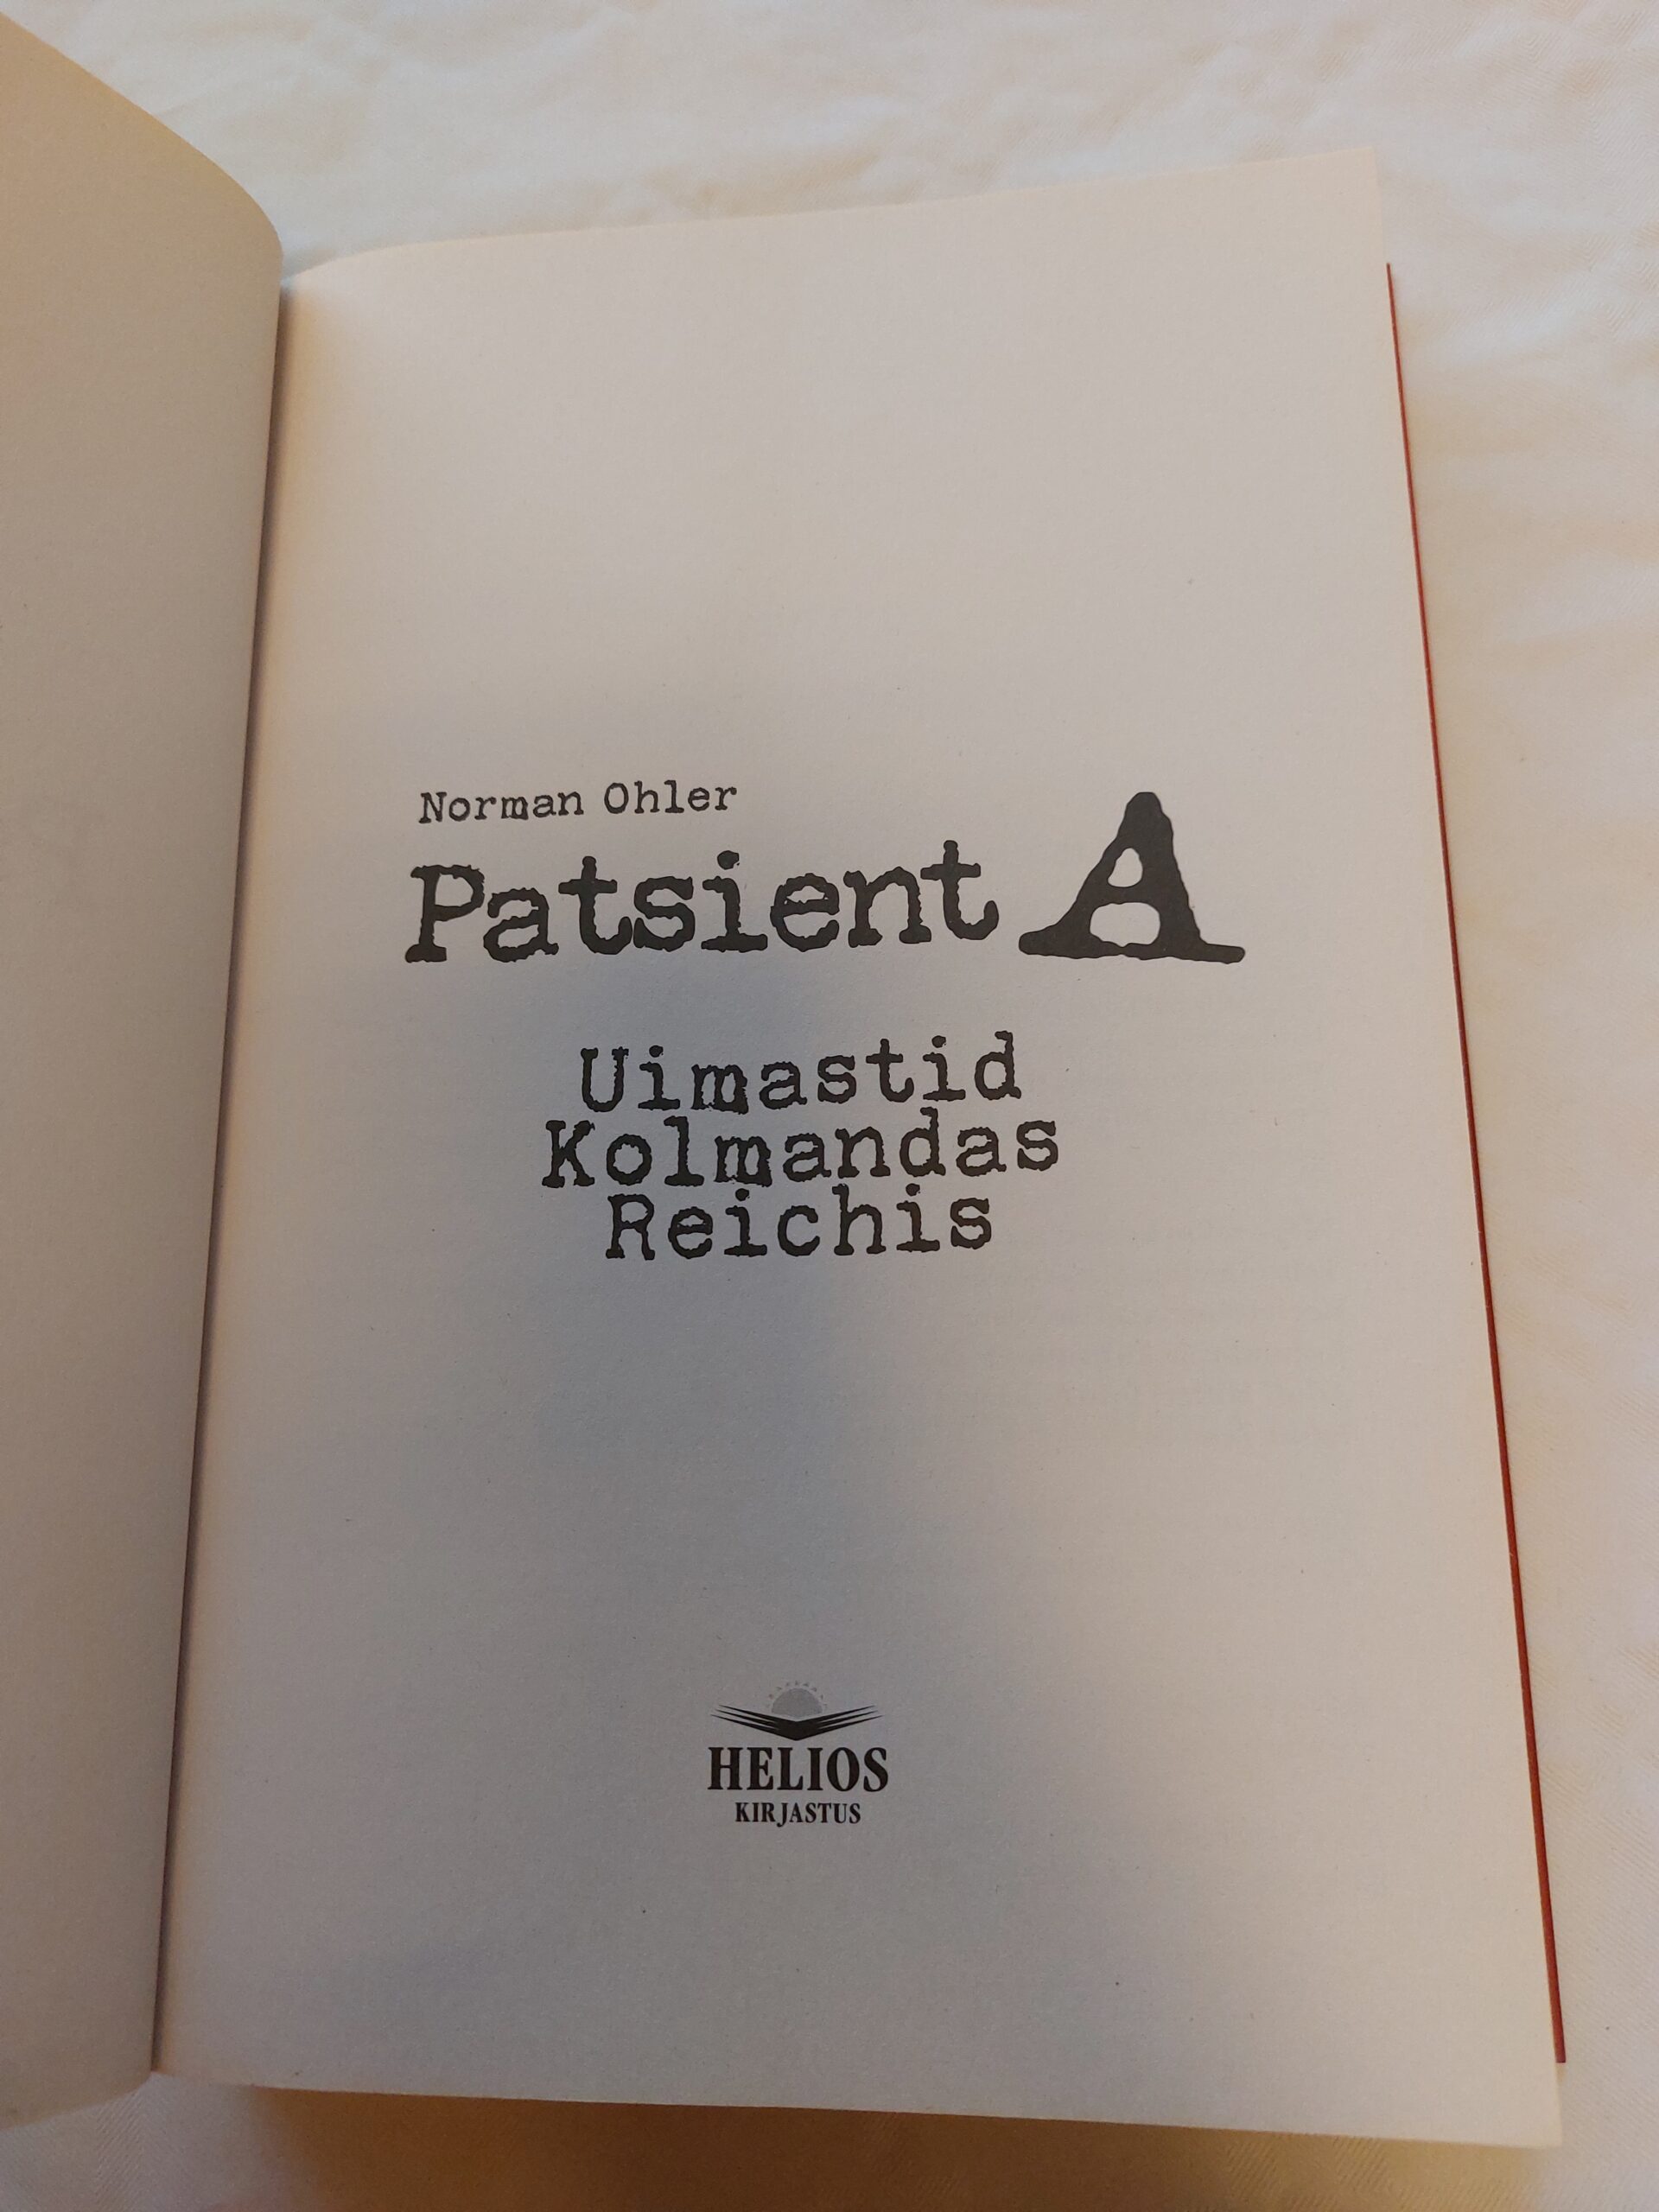 Norman Ohler
Patsient A
Uimastid
Kolmandas
Reichis
HELIOS
KIRJASTUS